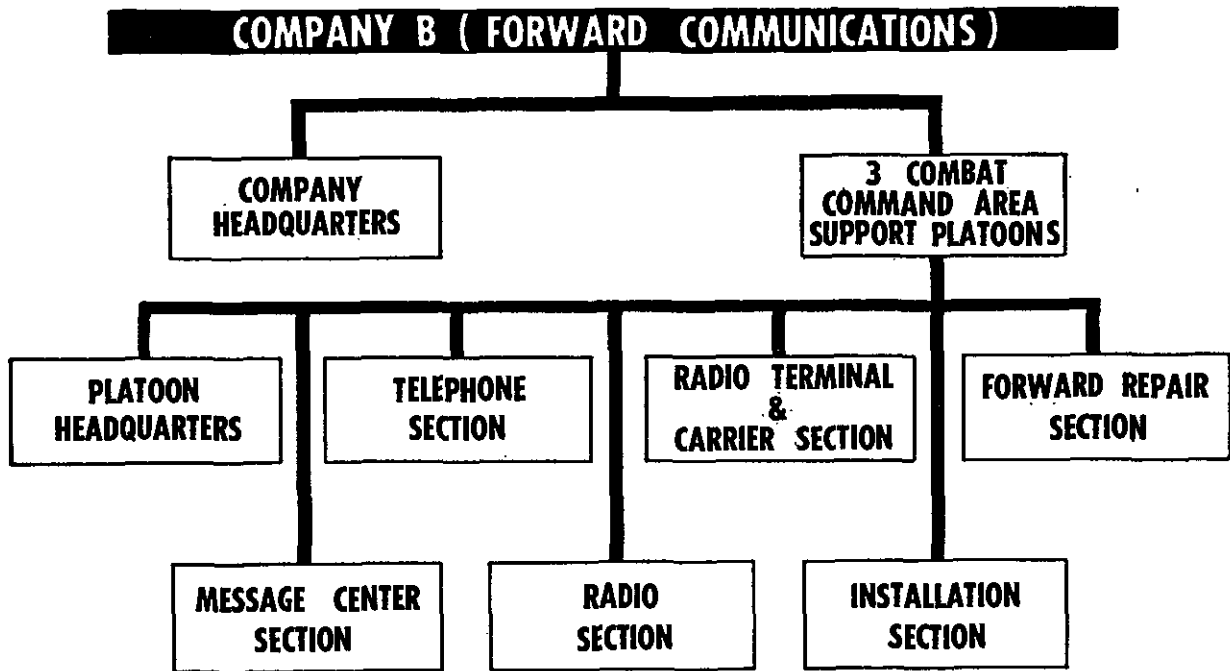 COMPANY B ( FORWARD COMMUNICATIONS )
COMPANY
HEADQUARTERS
3 COMBAT
COMMAND AREA
SUPPORT PLATOONS
PLATOON
HEADQUARTERS
TELEPHONE
SECTION
RADIO TERMINAL
&
CARRIER SECTION
FORWARD REPAIR
SECTION
MESSAGE CENTER
SECTION
RADIO
SECTION
INSTALLATION
SECTION